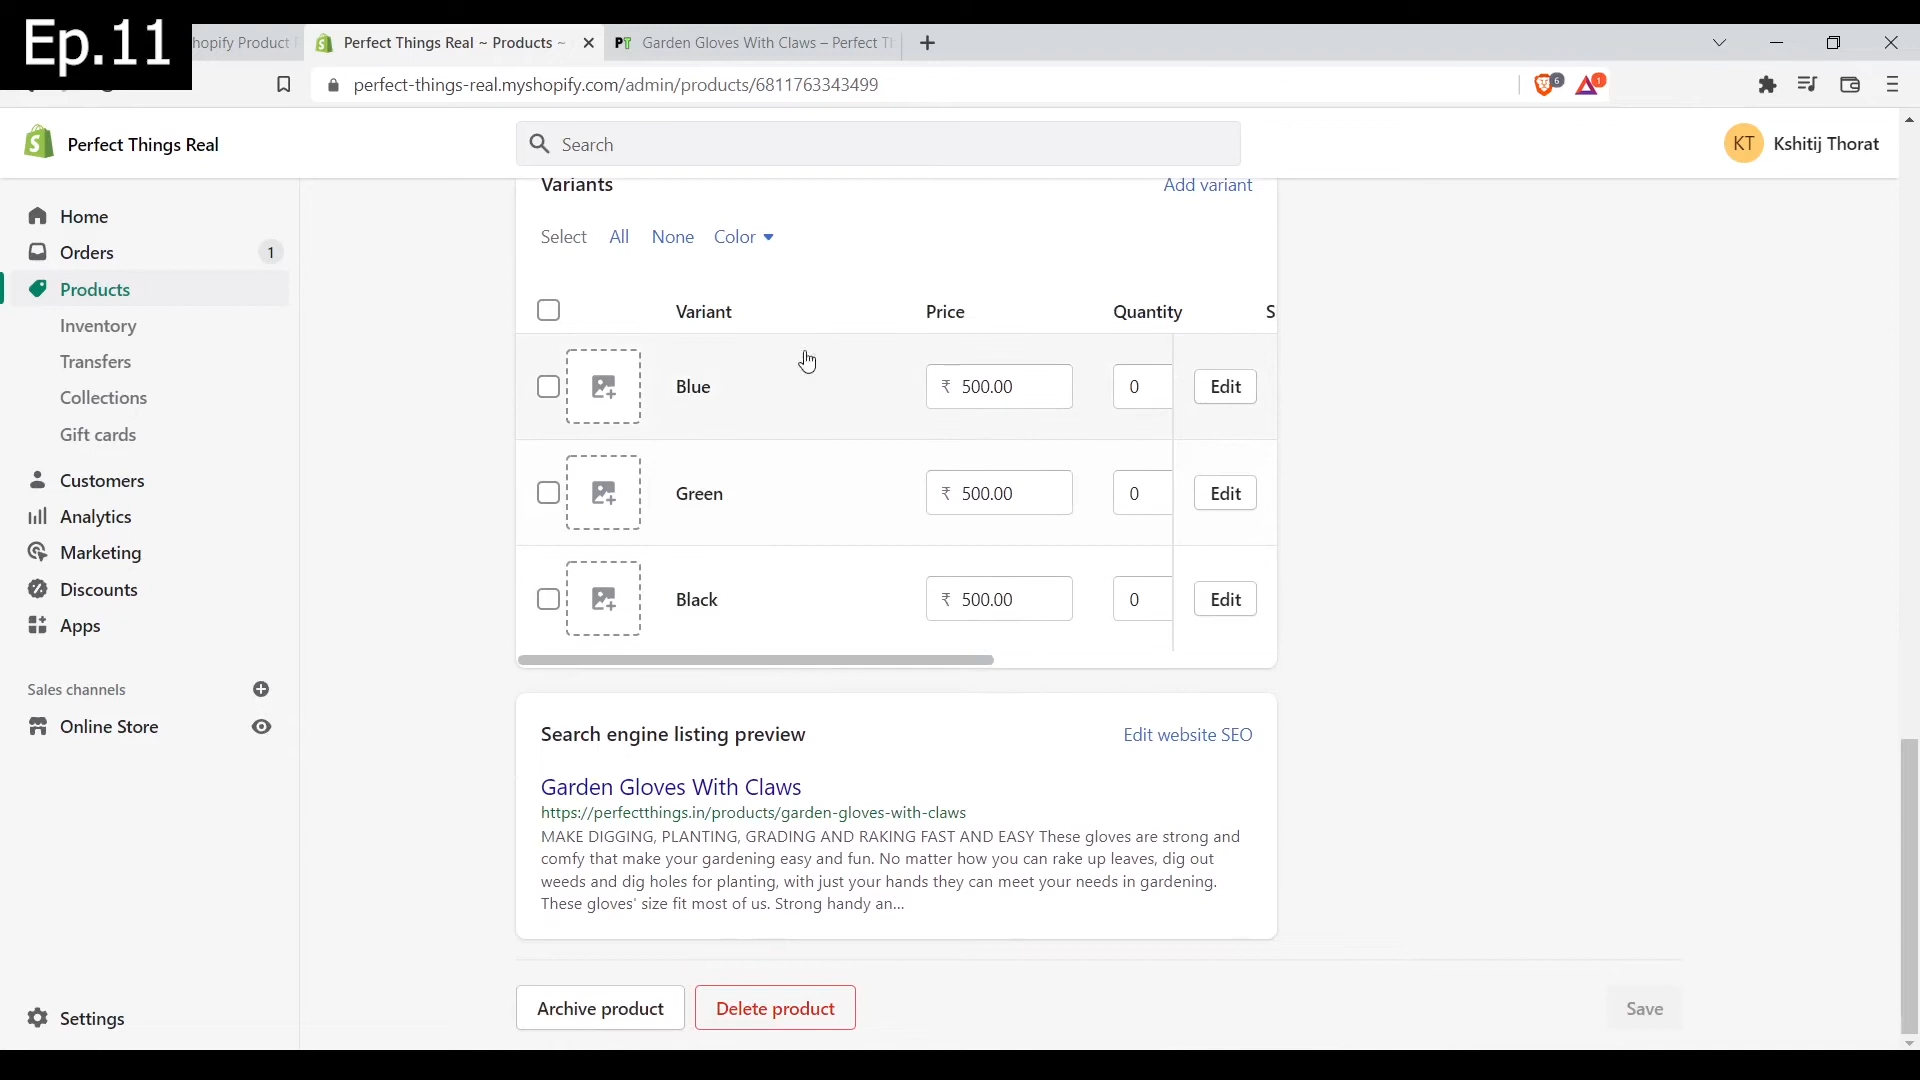 Ep.11
hopify Product
Perfect Things Real ~ Products ~
PT Garden Gloves With Claws – Perfect T
perfect-things-real.myshopify.com/admin/products/6811763343499
6
1
Perfect Things Real
Search
KT Kshitij Thorat
Home
Orders 1
Products
Inventory
Transfers
Collections
Gift cards
Customers
Analytics
Marketing
Discounts
Apps
Sales channels
Online Store
Settings
Variants Add variant
Select All None Color
Variant Price Quantity S
Blue ₹ 500.00 0 Edit
Green ₹ 500.00 0 Edit
Black ₹ 500.00 0 Edit
Search engine listing preview Edit website SEO
Garden Gloves With Claws
https://perfectthings.in/products/garden-gloves-with-claws
MAKE DIGGING, PLANTING, GRADING AND RAKING FAST AND EASY These gloves are strong and
comfy that make your gardening easy and fun. No matter how you can rake up leaves, dig out
weeds and dig holes for planting, with just your hands they can meet your needs in gardening.
These gloves' size fit most of us. Strong handy an...
Archive product Delete product Save